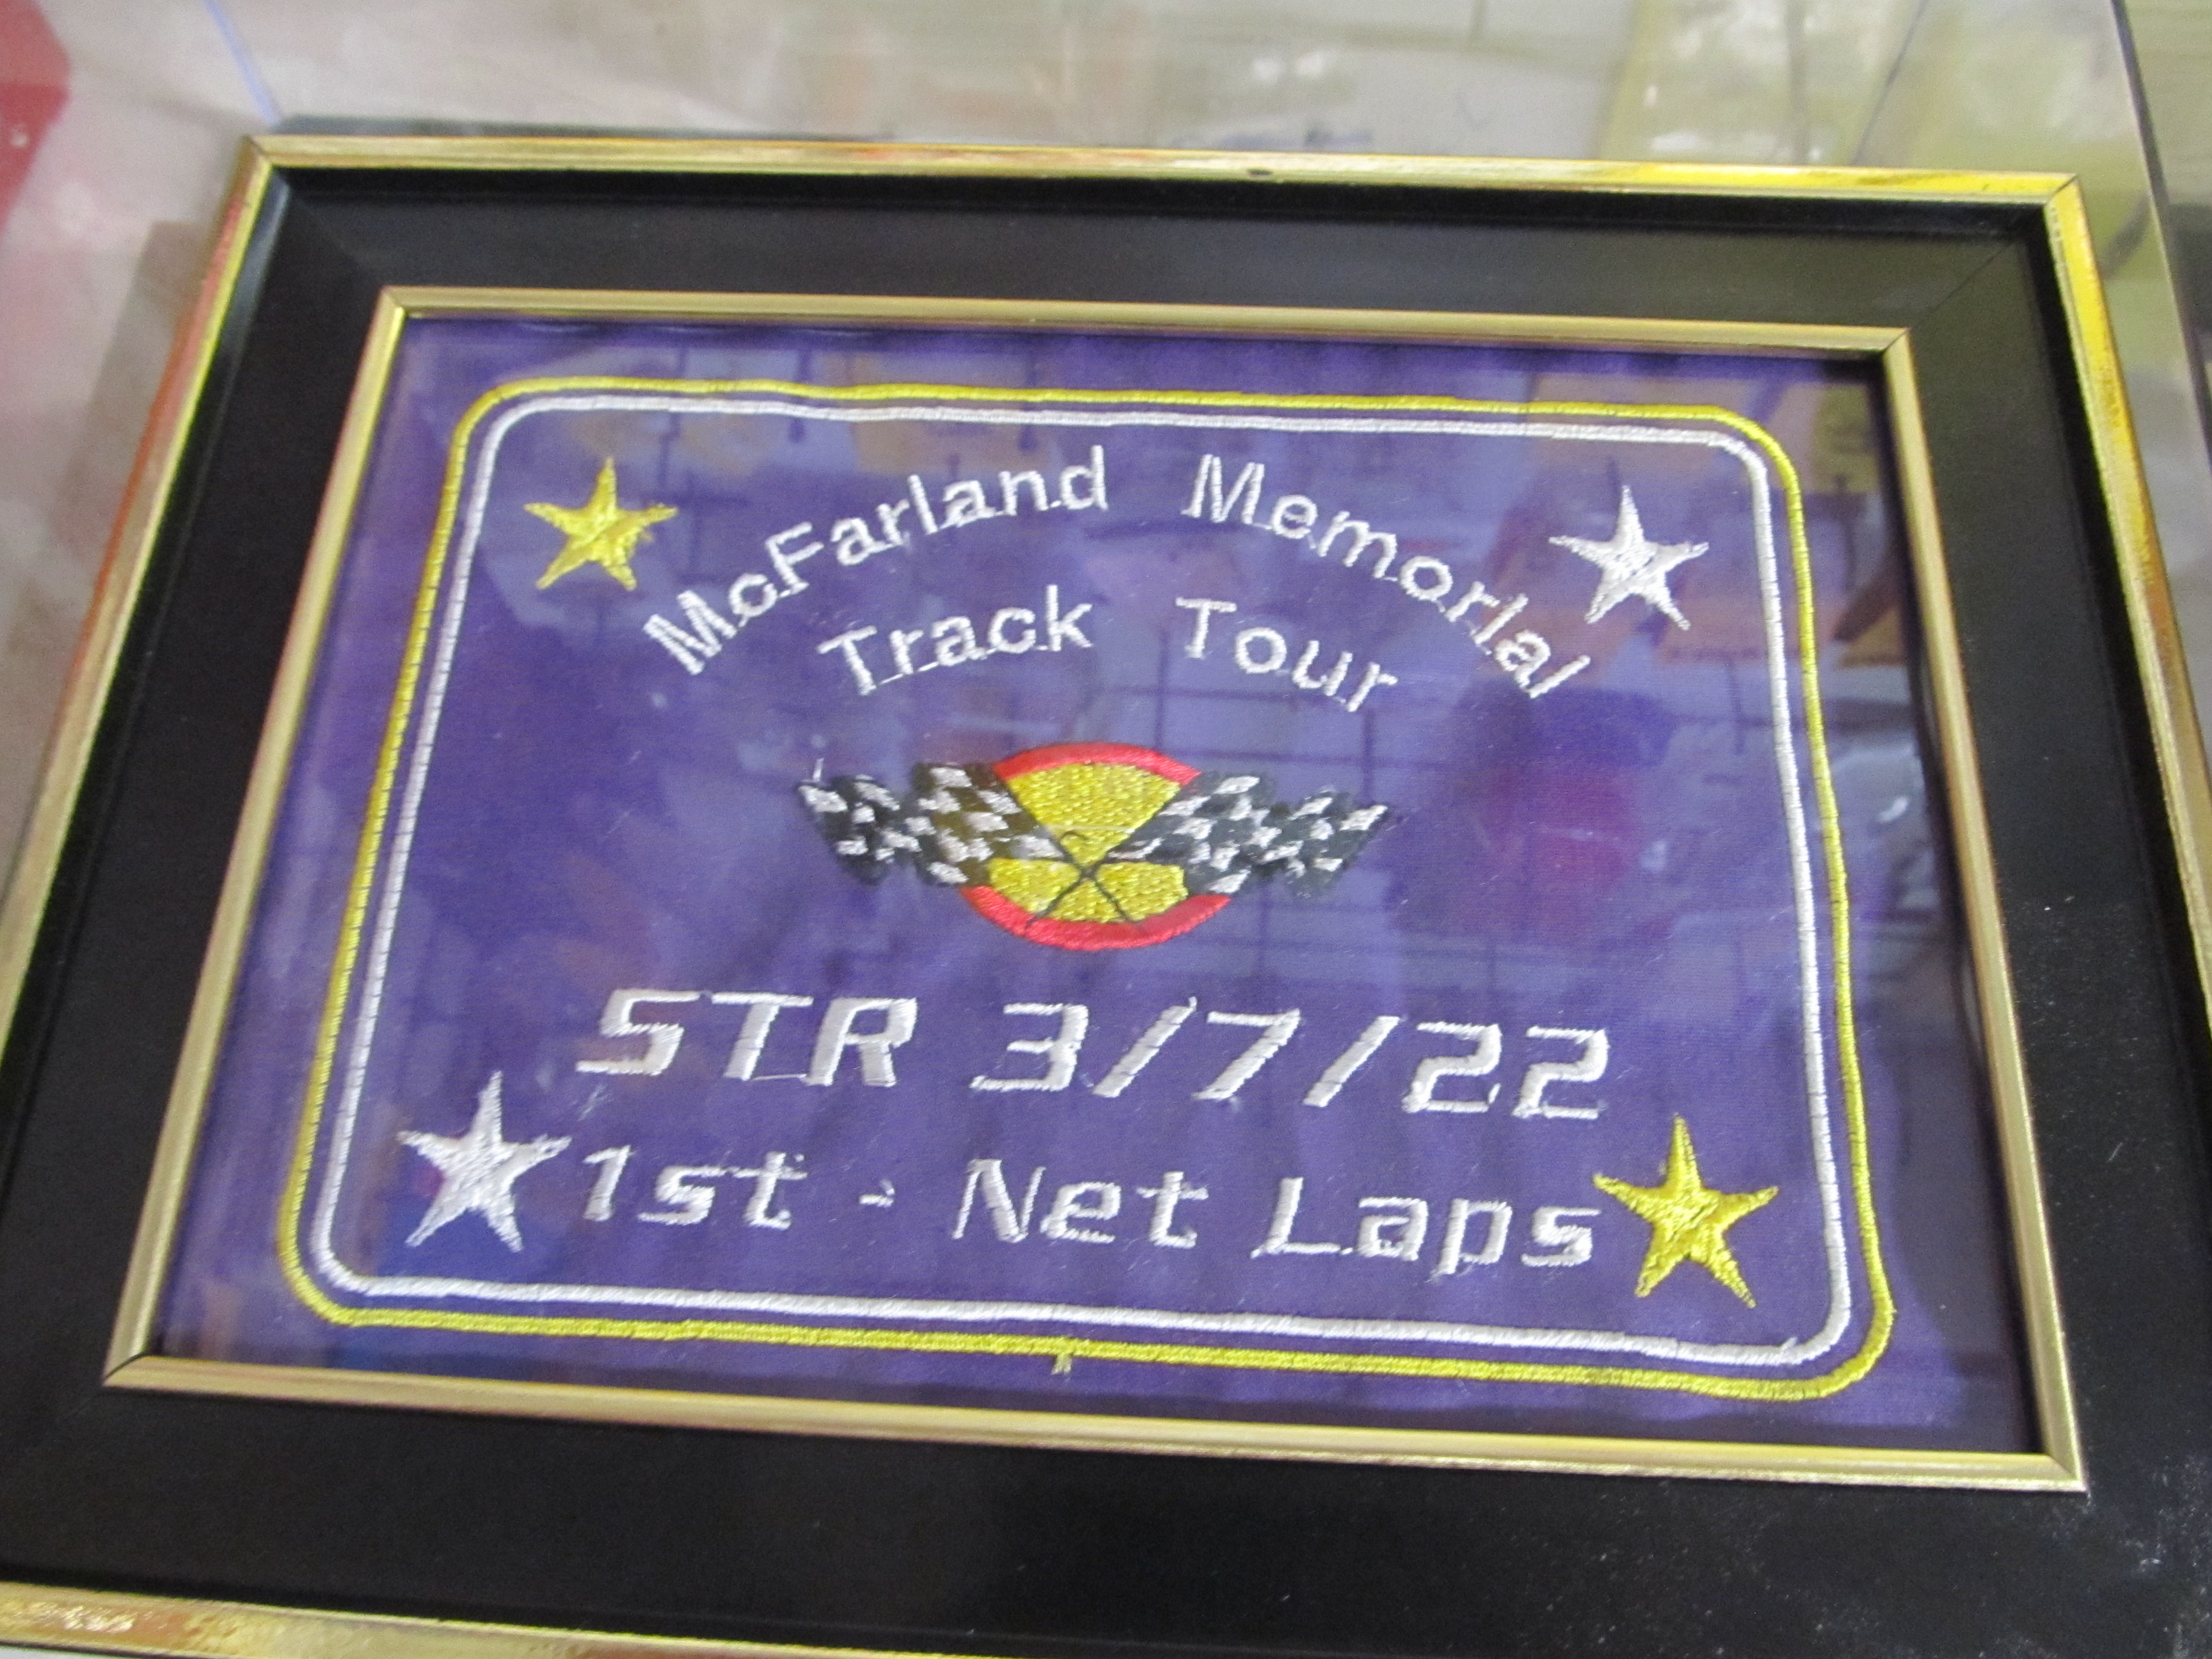 McFarland Memorial
Track Tour
STR 3/7/22
1st - Net Laps